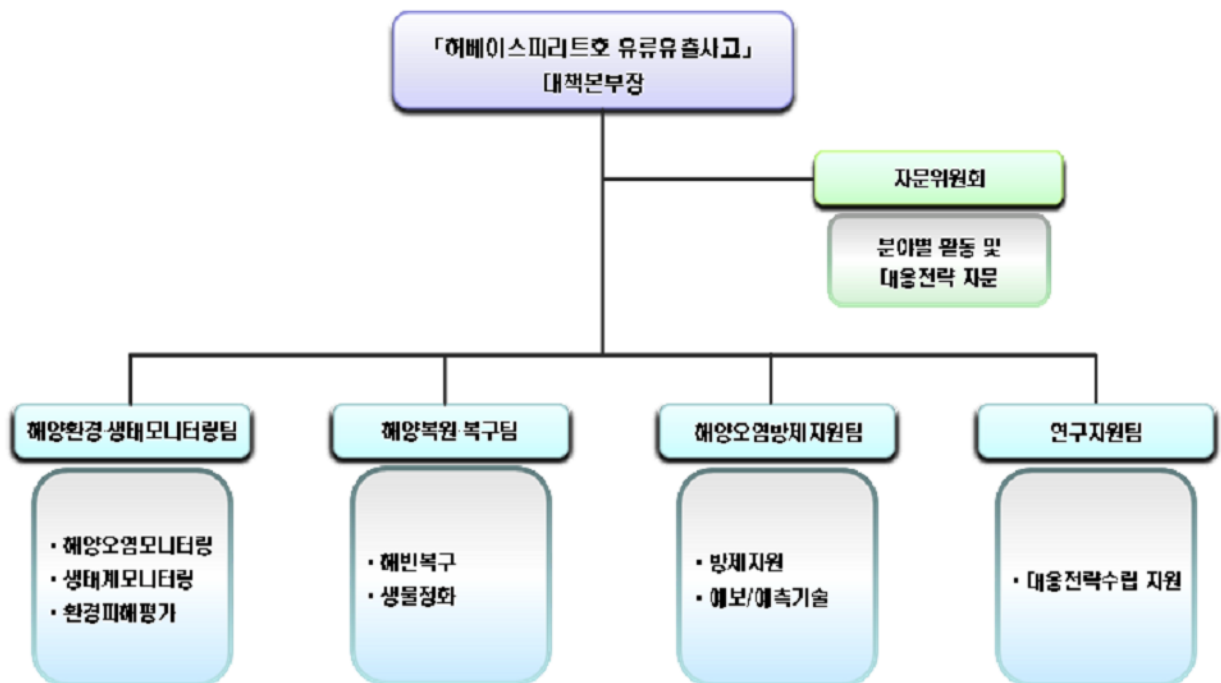 「허베이스피리트호 유류유출사고」
대책본부장
자문위원회
분야별 활동 및
대응전략 자문
해양환경·생태모니터링팀
· 해양오염모니터링
· 생태계모니터링
· 환경피해평가
해양복원·복구팀
· 해빈복구
· 생물정화
해양오염방제지원팀
· 방제지원
· 예보/예측기술
연구지원팀
· 대응전략수립 지원